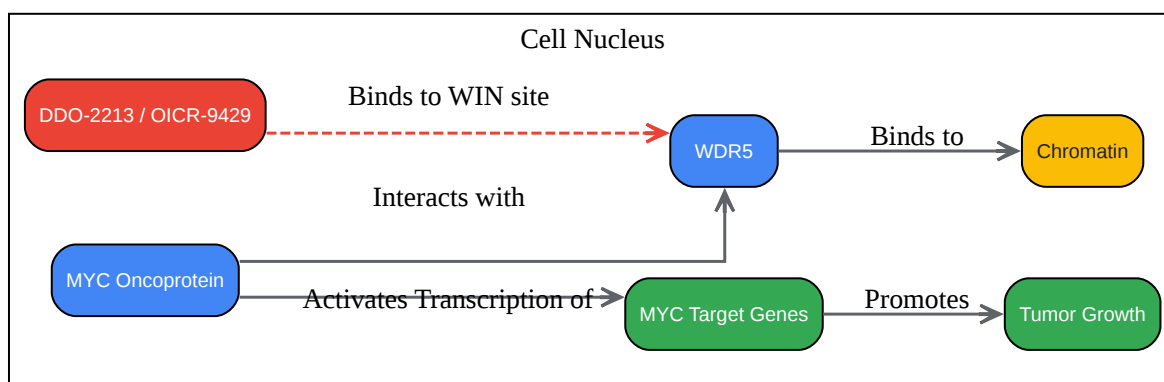 Cell Nucleus
DDO-2213 / OICR-9429
Binds to WIN site
WDR5
Binds to
Chromatin
Interacts with
MYC Oncoprotein
Activates Transcription of
MYC Target Genes
Promotes
Tumor Growth